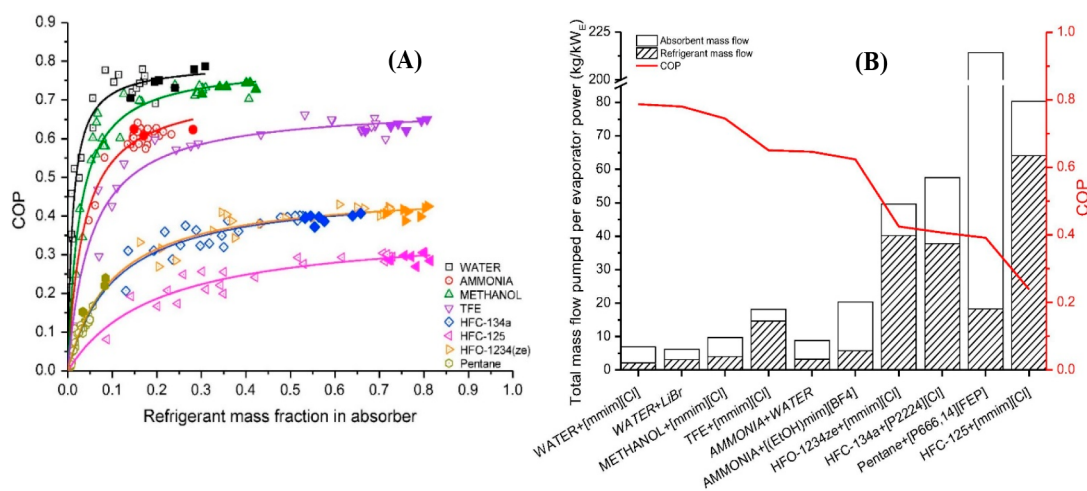 (A)
COP
0.9
0.8
0.7
0.6
0.5
0.4
0.3
0.2
0.1
0.0
0.0 0.1 0.2 0.3 0.4 0.5 0.6 0.7 0.8 0.9 1.0
Refrigerant mass fraction in absorber
WATER
AMMONIA
METHANOL
TFE
HFC-134a
HFC-125
HFO-1234(ze)
Pentane
(B)
Total mass flow pumped per evaporator power (kg/kWE)
225
200
80
70
60
50
40
30
20
10
0
Absorbent mass flow
Refrigerant mass flow
COP
1.0
0.8
0.6
0.4
0.2
0.0
COP
WATER+[mmim][Cl]
WATER+LiBr
METHANOL+[mmim][Cl]
TFE+[mmim][Cl]
AMMONIA+WATER
AMMONIA+[(EtOH)mim][BF4]
HFO-1234ze+[mmim][Cl]
HFC-134a+[P2224][Cl]
Pentane+[P666,14][FEP]
HFC-125+[mmim][Cl]